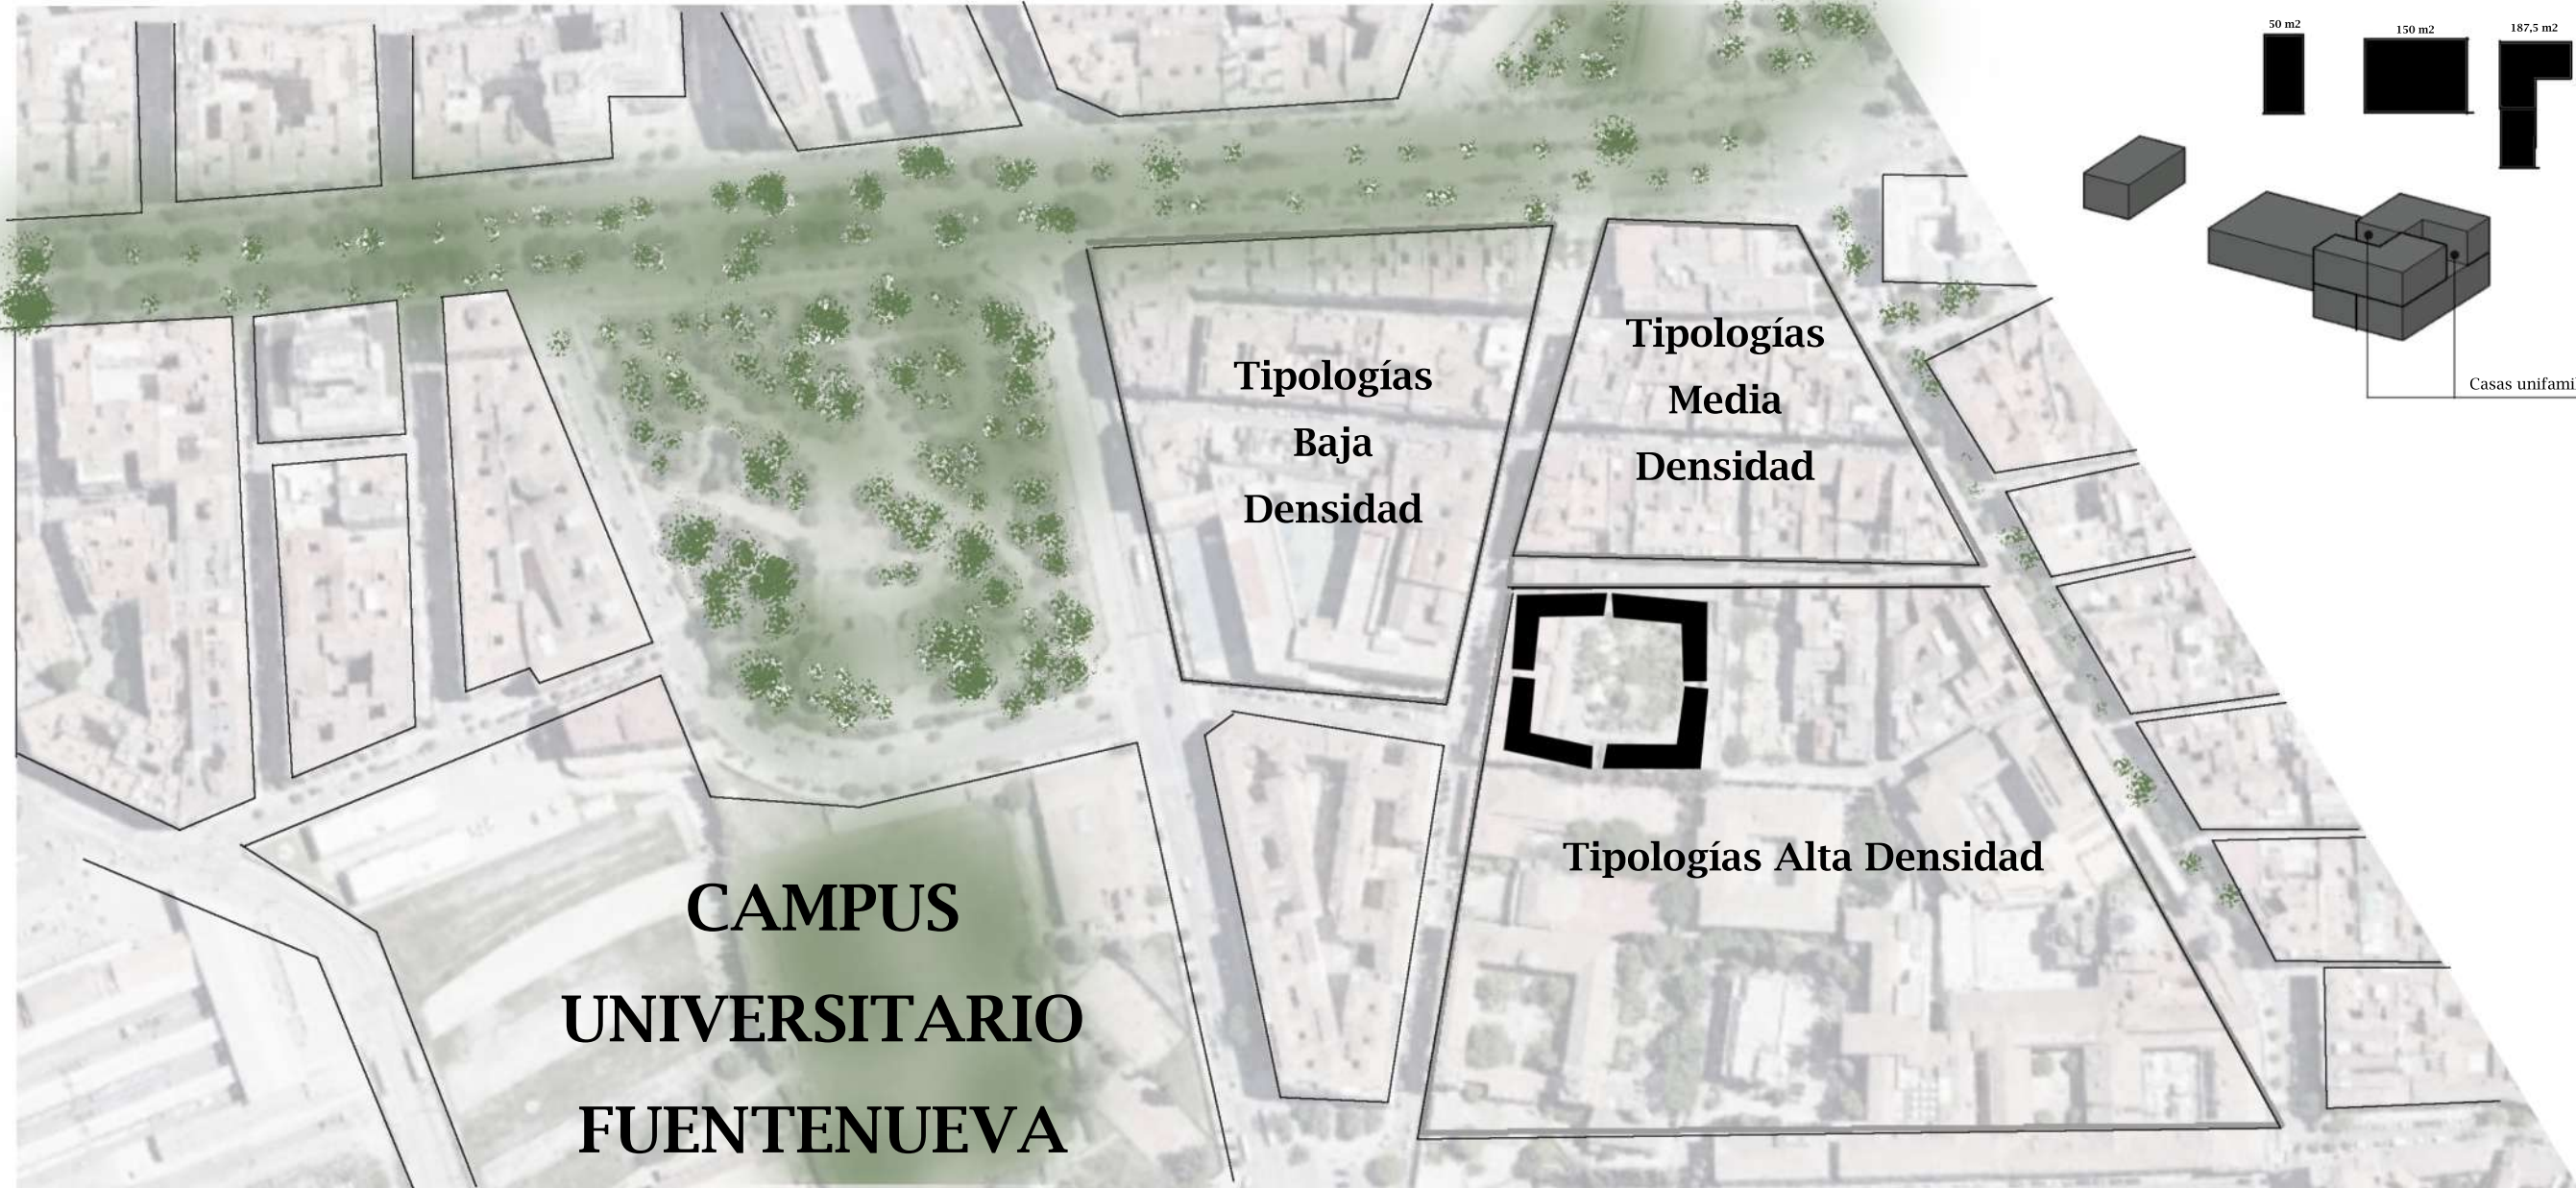 50 m2
150 m2
187,5 m2
Casas unifami
Tipologías
Baja
Densidad
Tipologías
Media
Densidad
Tipologías Alta Densidad
CAMPUS
UNIVERSITARIO
FUENTENUEVA